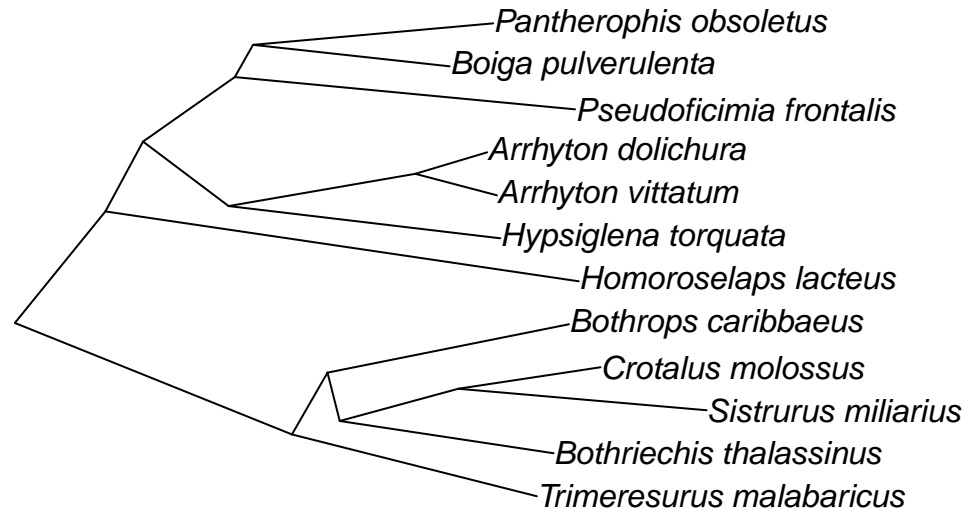 Pantherophis obsoletus
Boiga pulverulenta
Pseudoficimia frontalis
Arrhyton dolichura
Arrhyton vittatum
Hypsiglena torquata
Homoroselaps lacteus
Bothrops caribbaeus
Crotalus molossus
Sistrurus miliarius
Bothriechis thalassinus
Trimeresurus malabaricus